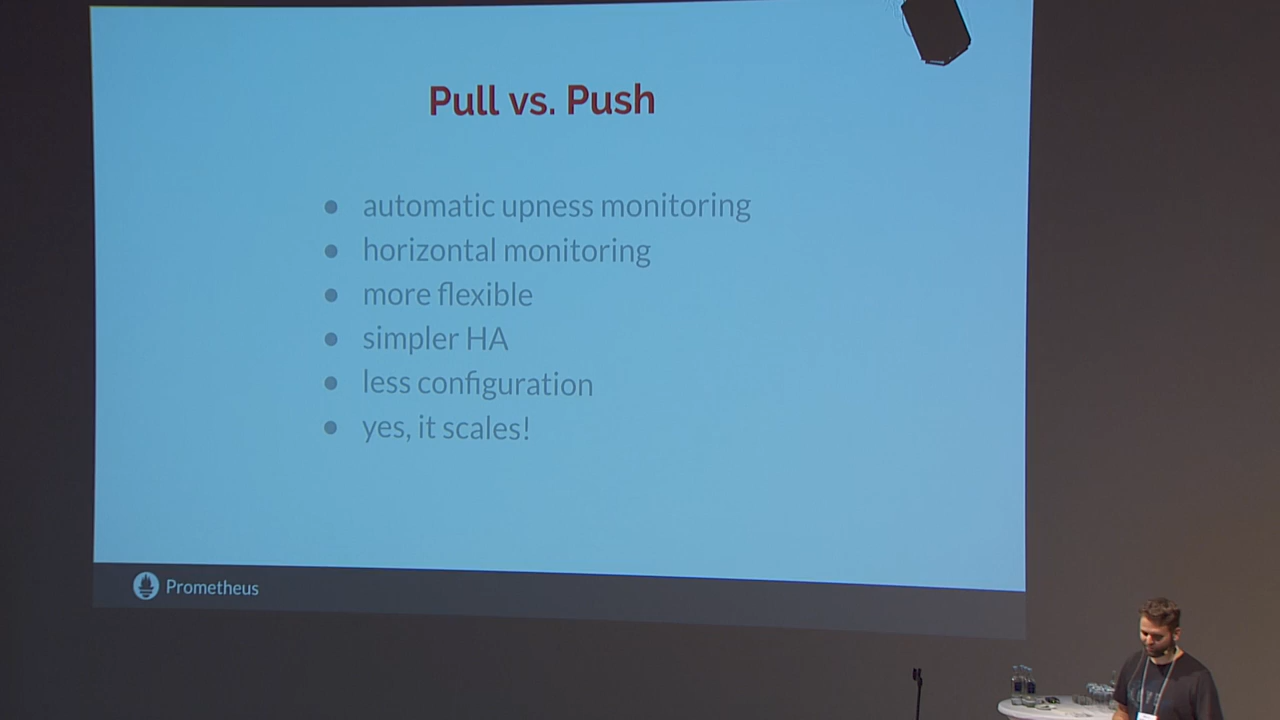 Pull vs. Push
● automatic upness monitoring
● horizontal monitoring
● more flexible
● simpler HA
● less configuration
● yes, it scales!
Prometheus